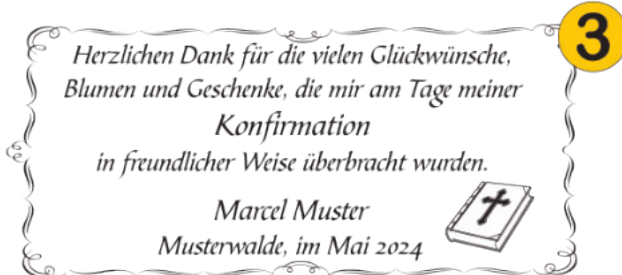 3
Herzlichen Dank für die vielen Glückwünsche,
Blumen und Geschenke, die mir am Tage meiner
Konfirmation
in freundlicher Weise überbracht wurden.
Marcel Muster
Musterwalde, im Mai 2024